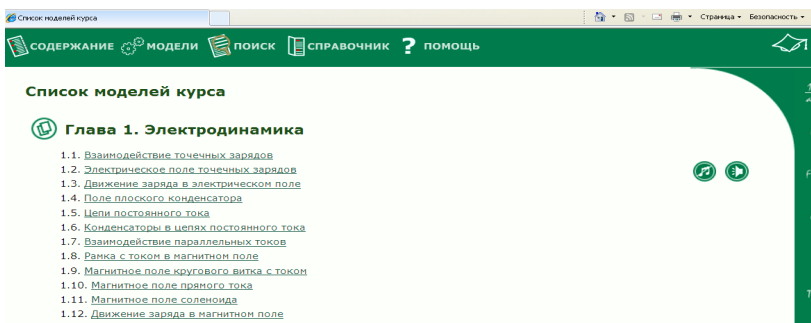 Список моделей курса
Страница Безопасность
СОДЕРЖАНИЕ МОДЕЛИ ПОИСК СПРАВОЧНИК ? ПОМОЩЬ
Список моделей курса
Глава 1. Электродинамика
1.1. Взаимодействие точечных зарядов
1.2. Электрическое поле точечных зарядов
1.3. Движение заряда в электрическом поле
1.4. Поле плоского конденсатора
1.5. Цепи постоянного тока
1.6. Конденсаторы в цепях постоянного тока
1.7. Взаимодействие параллельных токов
1.8. Рамка с током в магнитном поле
1.9. Магнитное поле кругового витка с током
1.10. Магнитное поле прямого тока
1.11. Магнитное поле соленоида
1.12. Движение заряда в магнитном поле